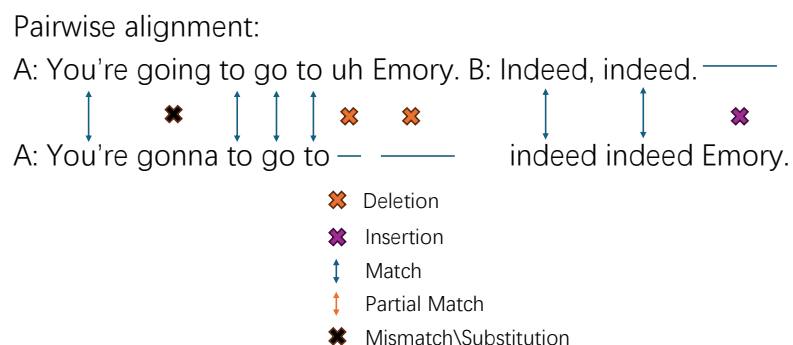 Pairwise alignment:
A: You're going to go to uh Emory. B: Indeed, indeed.
A: You're gonna to go to indeed indeed Emory.
Deletion
Insertion
Match
Partial Match
Mismatch\Substitution